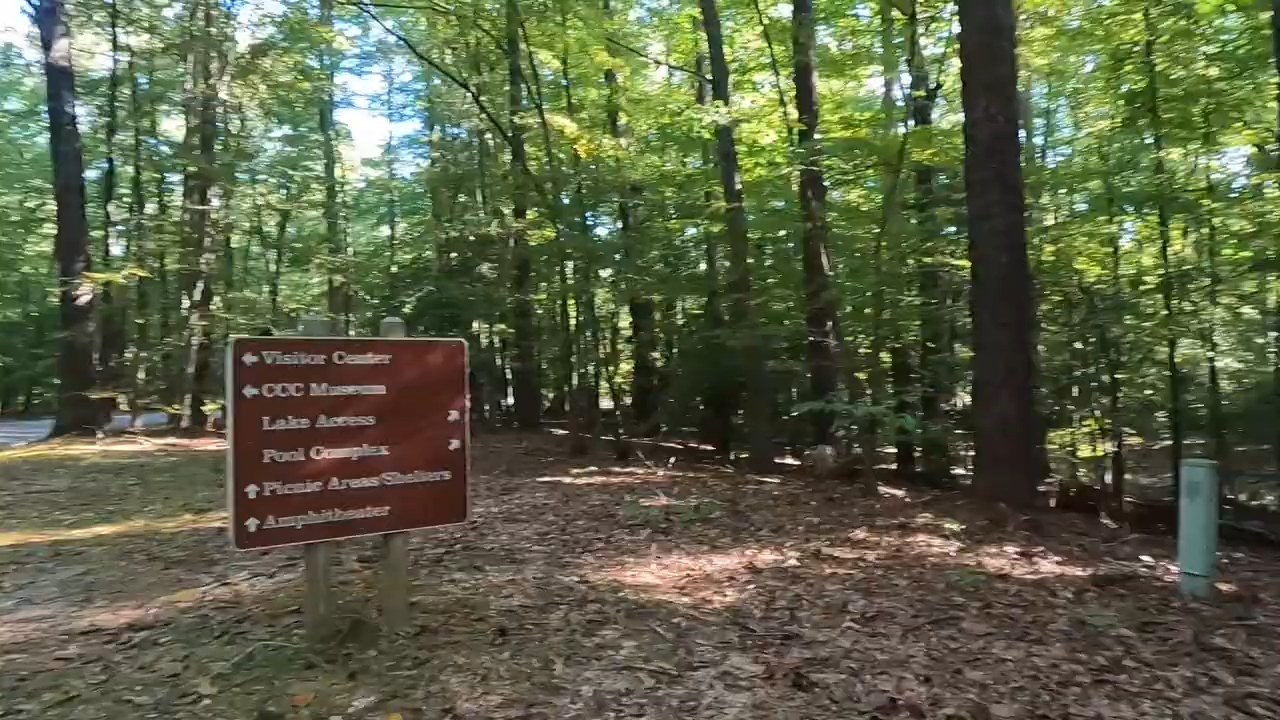 ← Visitor Center
← CCC Museum
Lake Access ↗
Pool Complex ↗
↑ Picnic Areas/Shelters
↑ Amphitheater